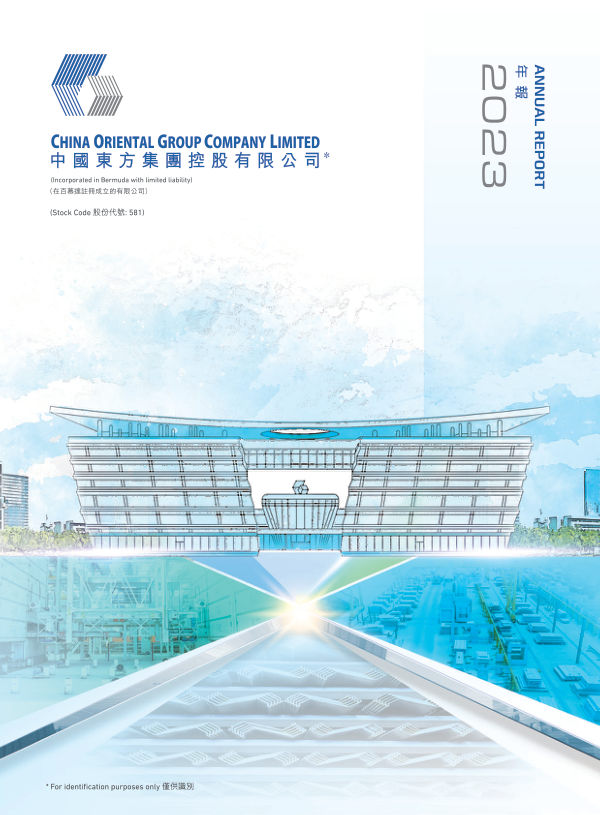 CHINA ORIENTAL GROUP COMPANY LIMITED
中國東方集團控股有限公司*
(Incorporated in Bermuda with limited liability)
(在百慕達註冊成立的有限公司)
(Stock Code 股份代號: 581)
ANNUAL REPORT
年報
2023
* For identification purposes only 僅供識別